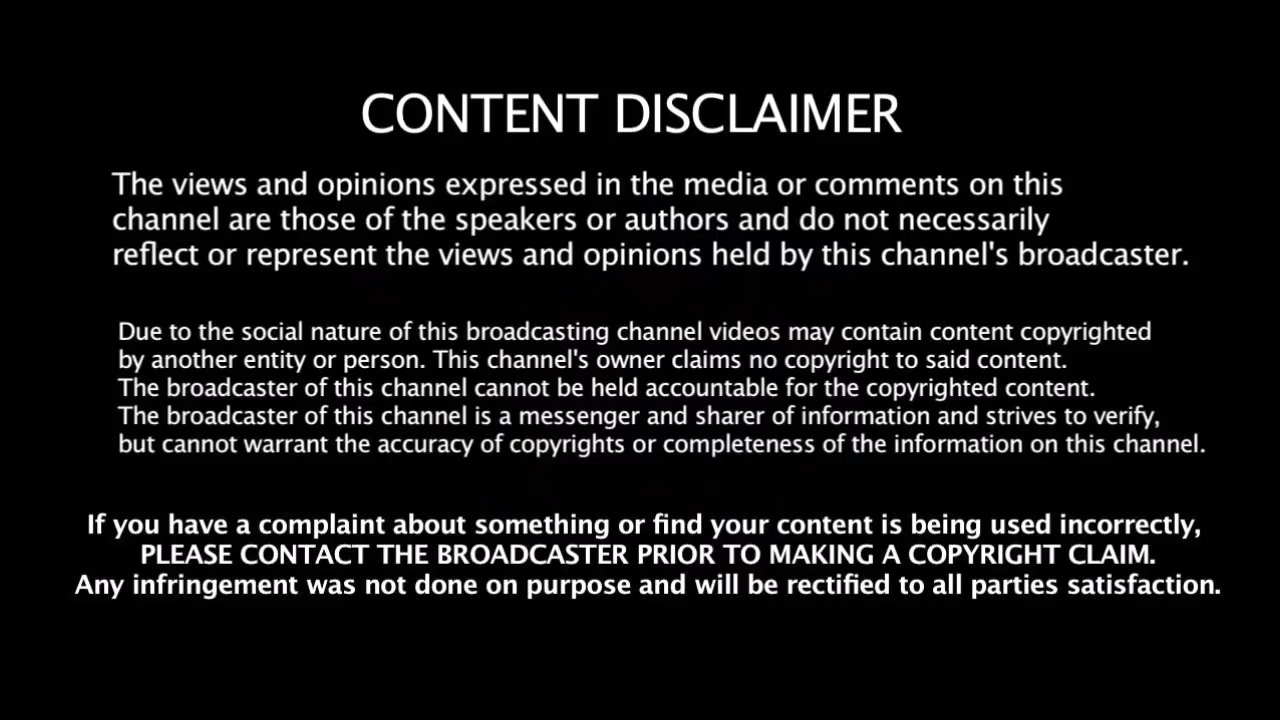 CONTENT DISCLAIMER
The views and opinions expressed in the media or comments on this
channel are those of the speakers or authors and do not necessarily
reflect or represent the views and opinions held by this channel's broadcaster.
Due to the social nature of this broadcasting channel videos may contain content copyrighted
by another entity or person. This channel's owner claims no copyright to said content.
The broadcaster of this channel cannot be held accountable for the copyrighted content.
The broadcaster of this channel is a messenger and sharer of information and strives to verify,
but cannot warrant the accuracy of copyrights or completeness of the information on this channel.
If you have a complaint about something or find your content is being used incorrectly,
PLEASE CONTACT THE BROADCASTER PRIOR TO MAKING A COPYRIGHT CLAIM.
Any infringement was not done on purpose and will be rectified to all parties satisfaction.